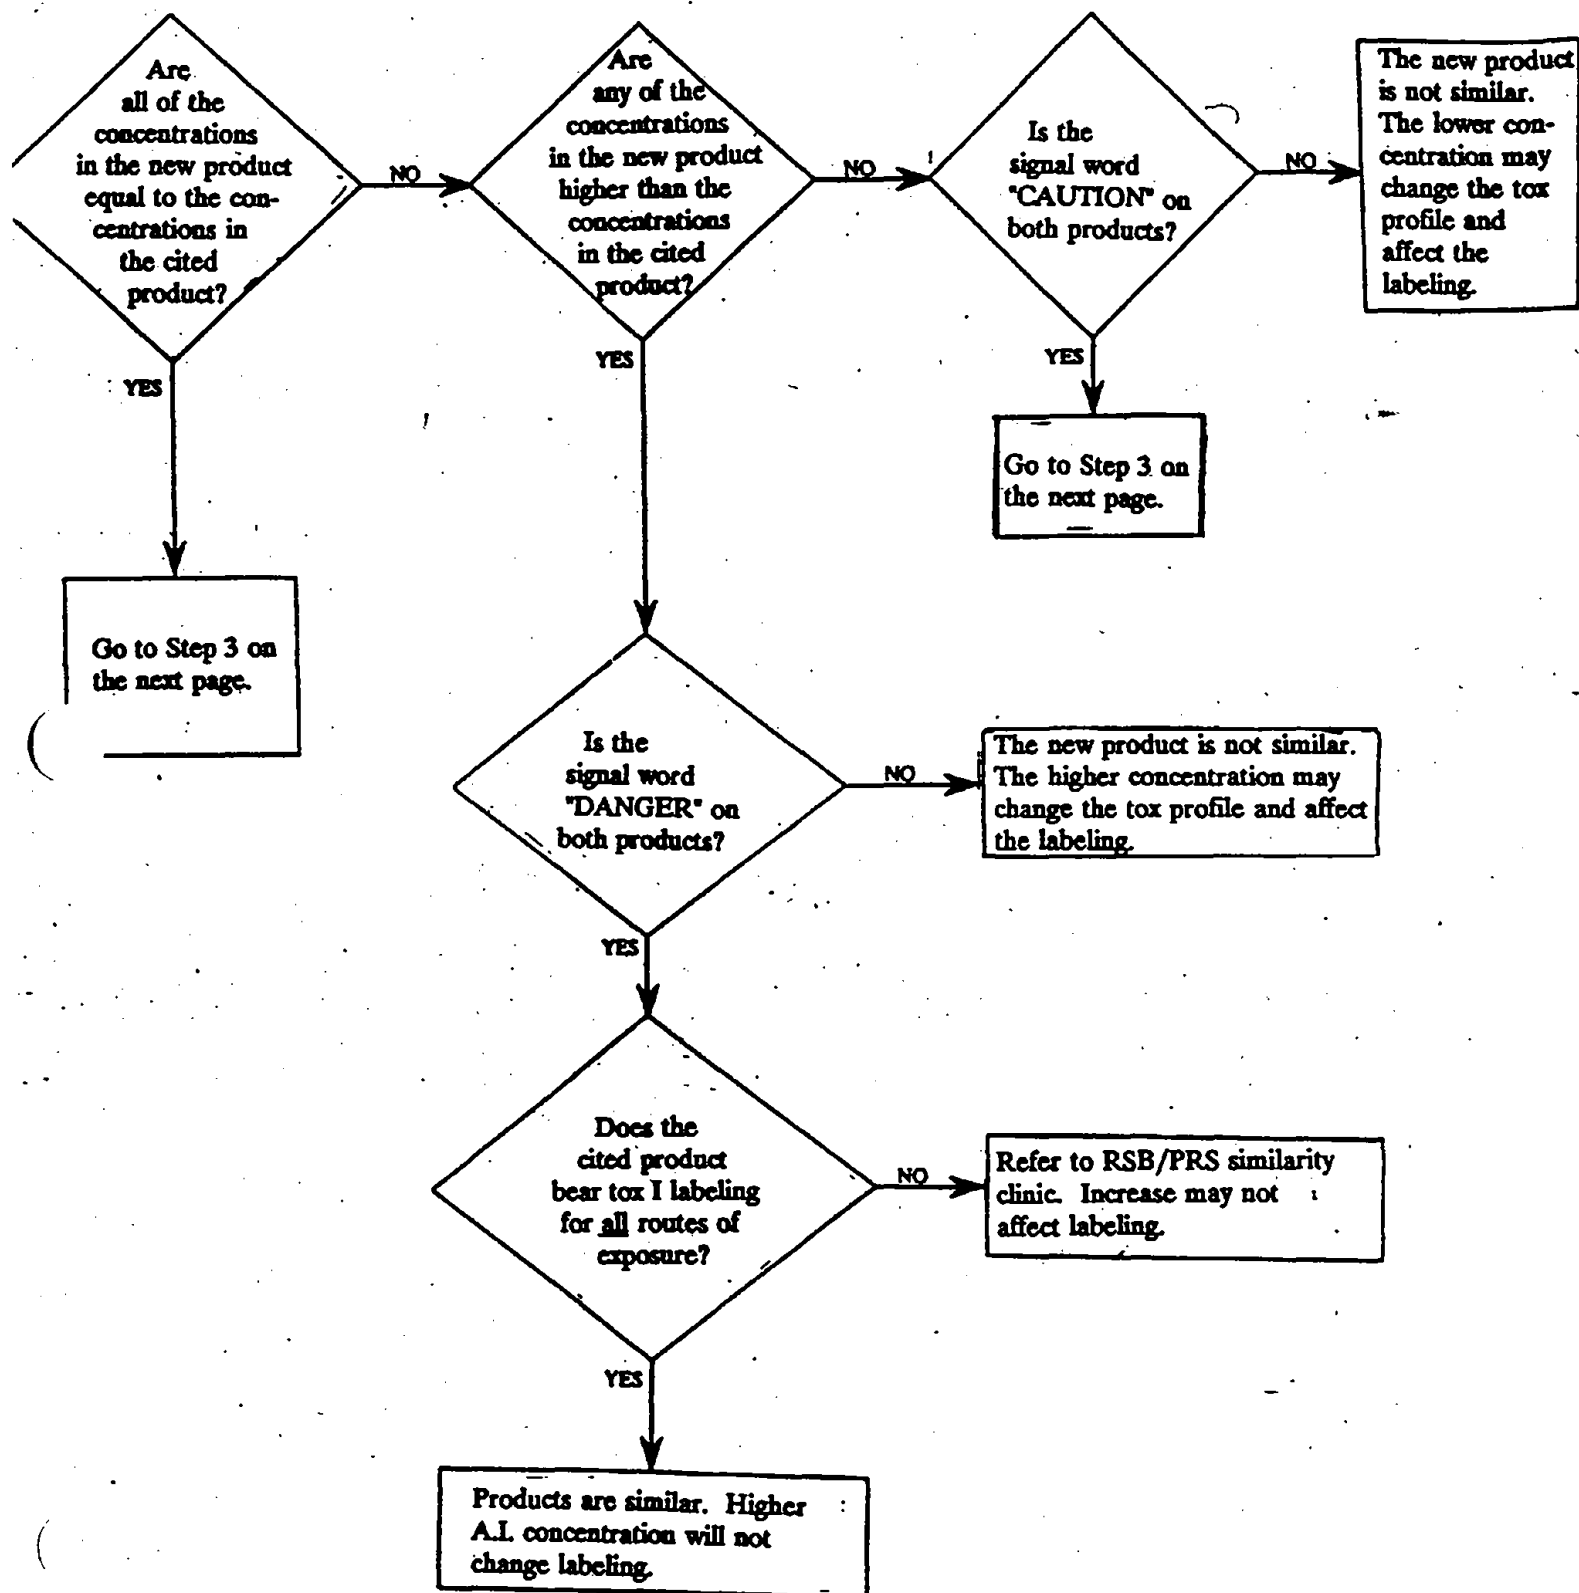 Are
all of the
concentrations
in the new product
equal to the con-
centrations in
the cited
product?
NO
YES
Go to Step 3 on
the next page.
Are
any of the
concentrations
in the new product
higher than the
concentrations
in the cited
product?
NO
YES
Is the
signal word
"CAUTION" on
both products?
NO
YES
The new product
is not similar.
The lower con-
centration may
change the tox
profile and
affect the
labeling.
Go to Step 3 on
the next page.
Is the
signal word
"DANGER" on
both products?
NO
YES
The new product is not similar.
The higher concentration may
change the tox profile and affect
the labeling.
Does the
cited product
bear tox I labeling
for all routes of
exposure?
NO
YES
Refer to RSB/PRS similarity
clinic. Increase may not
affect labeling.
Products are similar. Higher
A.I. concentration will not
change labeling.